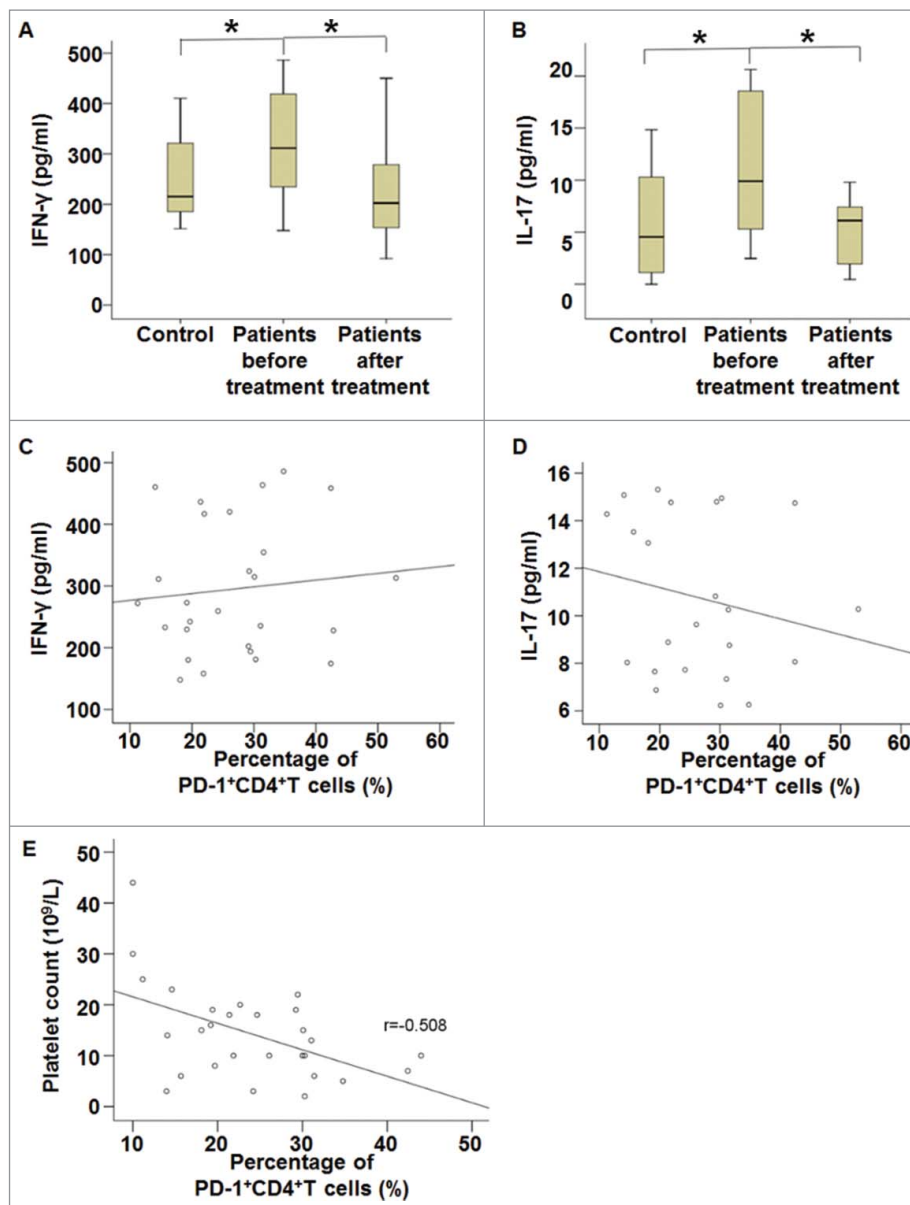 A
* *
500
400
300
200
100
0
IFN-γ (pg/ml)
Control
Patients
before
treatment
Patients
after
treatment
B
* *
20
15
10
5
0
IL-17 (pg/ml)
Control
Patients
before
treatment
Patients
after
treatment
C
500
400
300
200
100
IFN-γ (pg/ml)
10 20 30 40 50 60
Percentage of
PD-1⁺CD4⁺T cells (%)
D
16
14
12
10
8
6
IL-17 (pg/ml)
10 20 30 40 50 60
Percentage of
PD-1⁺CD4⁺T cells (%)
E
50
40
30
20
10
0
Platelet count (10⁹/L)
r=-0.508
10 20 30 40 50
Percentage of
PD-1⁺CD4⁺T cells (%)